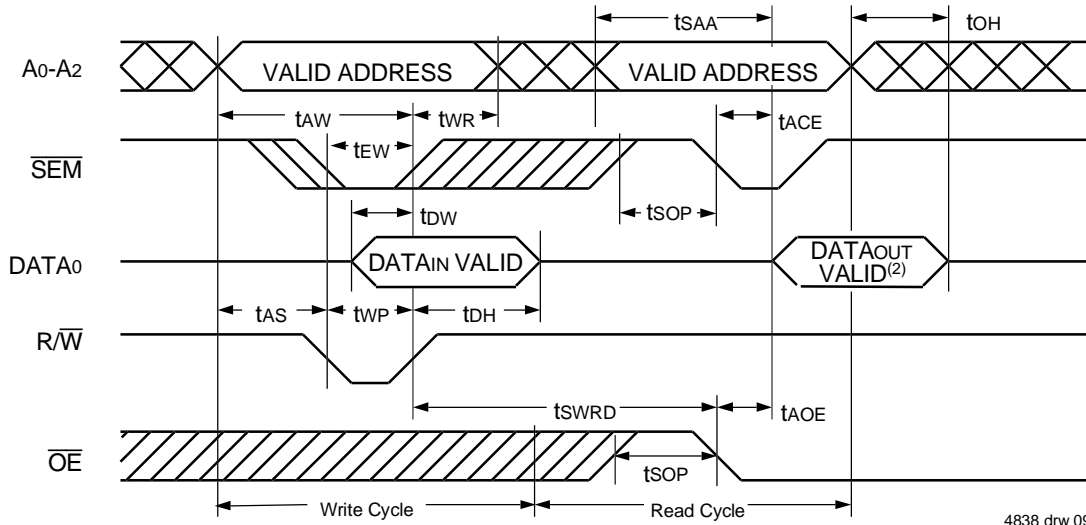 tSAA
tOH
A0-A2
VALID ADDRESS
VALID ADDRESS
tAW
tWR
tACE
tEW
SEM
tSOP
tDW
DATA0
DATAIN VALID
DATAOUT
VALID(2)
tAS
tWP
tDH
R/W
tSWRD
tAOE
OE
tSOP
Write Cycle
Read Cycle
4838 drw 09